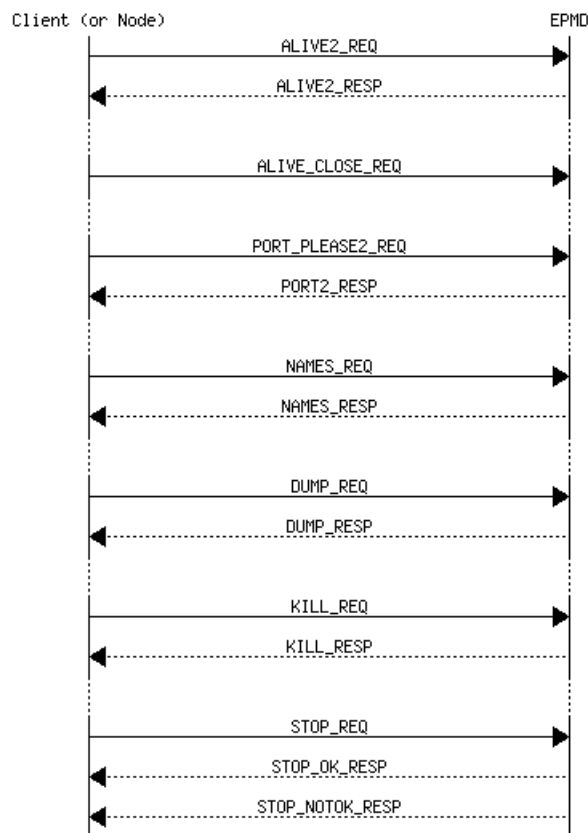 Client (or Node) EPMD
ALIVE2_REQ
ALIVE2_RESP
ALIVE_CLOSE_REQ
PORT_PLEASE2_REQ
PORT2_RESP
NAMES_REQ
NAMES_RESP
DUMP_REQ
DUMP_RESP
KILL_REQ
KILL_RESP
STOP_REQ
STOP_OK_RESP
STOP_NOTOK_RESP